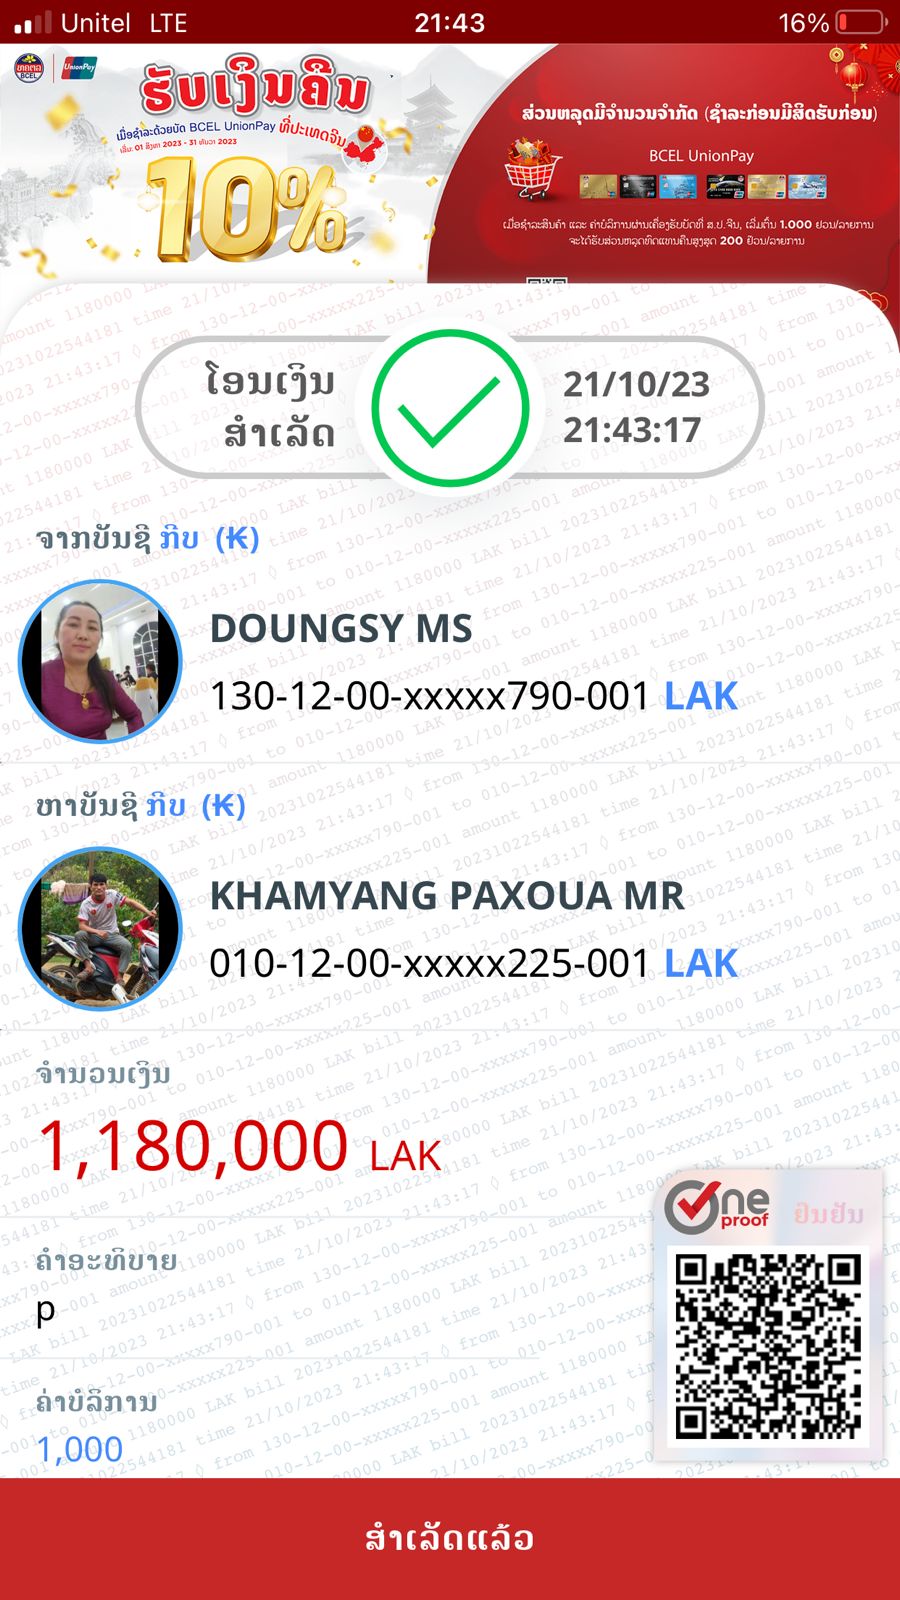 Unitel LTE 21:43 16%
ທຄຕລ
BCEL
UnionPay
ຮັບເງິນຄືນ
ເມື່ອຊຳລະດ້ວຍບັດ BCEL UnionPay ທີ່ປະເທດຈີນ
ເລີ່ມ: 01 ສິງຫາ 2023 - 31 ທັນວາ 2023
10%
ສ່ວນຫລຸດມີຈຳນວນຈຳກັດ (ຊຳລະກ່ອນມີສິດຮັບກ່ອນ)
BCEL UnionPay
ເມື່ອຊຳລະສິນຄ້າ ແລະ ຄ່າບໍລິການຜ່ານເຄື່ອງຮັບບັດທີ່ ສ.ປ.ຈີນ, ເລີ່ມຕົ້ນ 1.000 ຢວນ/ລາຍການ
ຈະໄດ້ຮັບສ່ວນຫລຸດທົດແທນຄືນສູງສຸດ 200 ຢວນ/ລາຍການ
ໂອນເງິນ
ສຳເລັດ
21/10/23
21:43:17
ຈາກບັນຊີ ກີບ (₭)
DOUNGSY MS
130-12-00-xxxxx790-001 LAK
ຫາບັນຊີ ກີບ (₭)
KHAMYANG PAXOUA MR
010-12-00-xxxxx225-001 LAK
ຈຳນວນເງິນ
1,180,000 LAK
One proof ຢືນຢັນ
ຄຳອະທິບາຍ
p
ຄ່າບໍລິການ
1,000
ສຳເລັດແລ້ວ